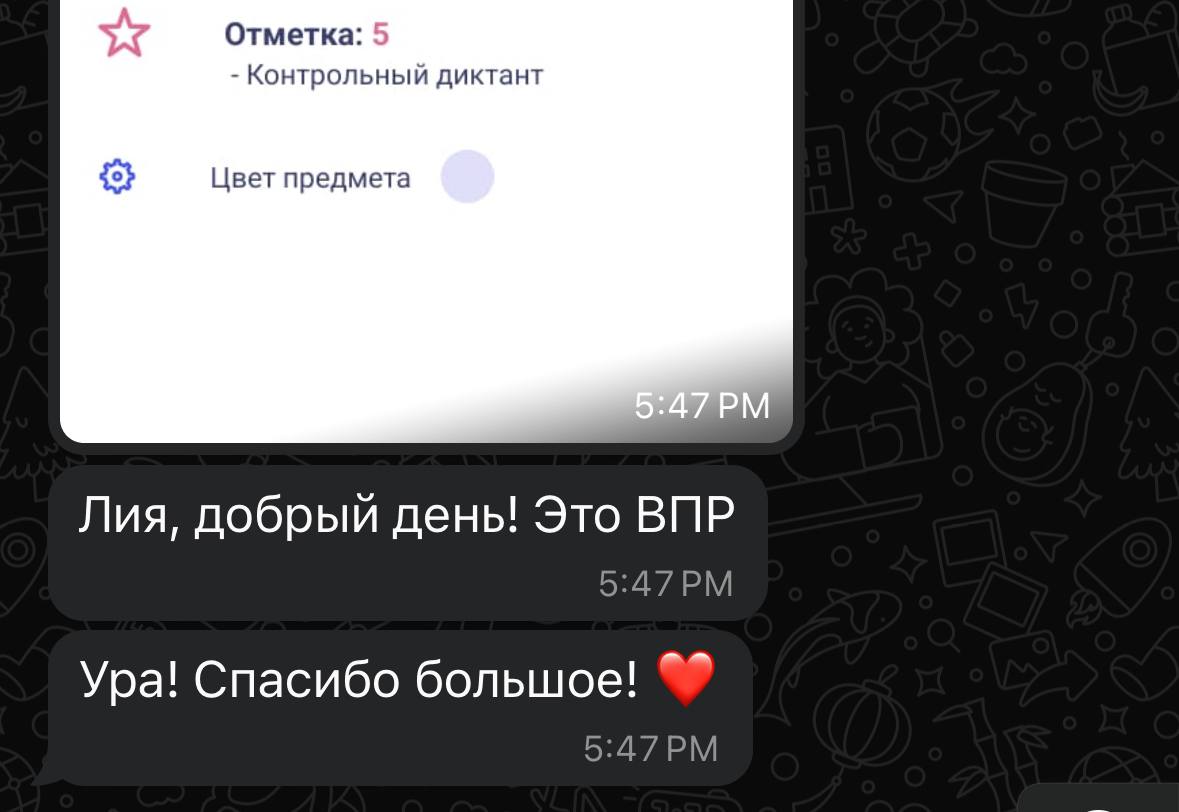 Отметка: 5
- Контрольный диктант
Цвет предмета
5:47 PM
Лия, добрый день! Это ВПР
5:47 PM
Ура! Спасибо большое! ❤️
5:47 PM